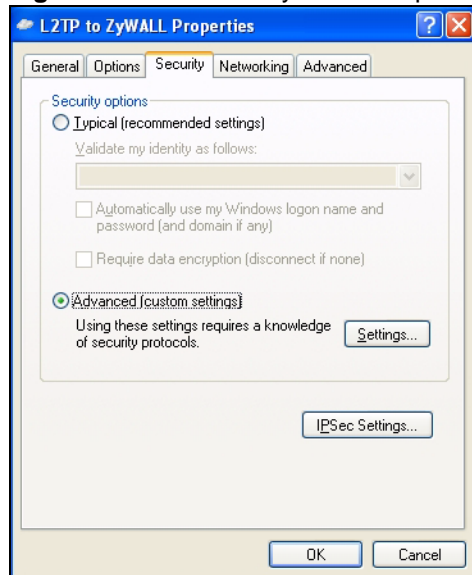 L2TP to ZyWALL Properties
General Options Security Networking Advanced
Security options
Typical (recommended settings)
Validate my identity as follows:
Automatically use my Windows logon name and
password (and domain if any)
Require data encryption (disconnect if none)
Advanced (custom settings)
Using these settings requires a knowledge
of security protocols.
Settings...
IPSec Settings...
OK Cancel